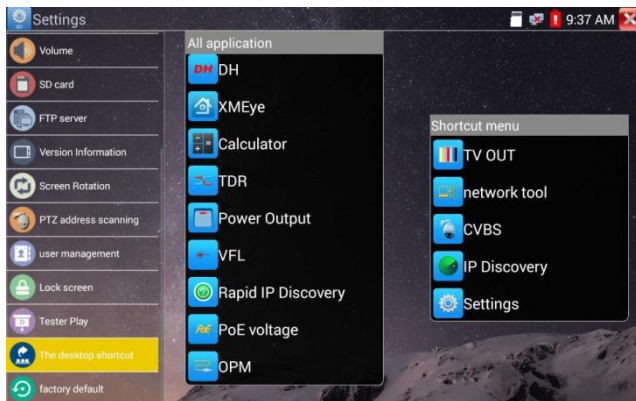 Settings
9:37 AM
Volume
SD card
FTP server
Version Information
Screen Rotation
PTZ address scanning
user management
Lock screen
Tester Play
The desktop shortcut
factory default
All application
DH DH
XMEye
Calculator
TDR
Power Output
VFL
Rapid IP Discovery
PoE PoE voltage
OPM
Shortcut menu
TV OUT
network tool
CVBS
IP Discovery
Settings